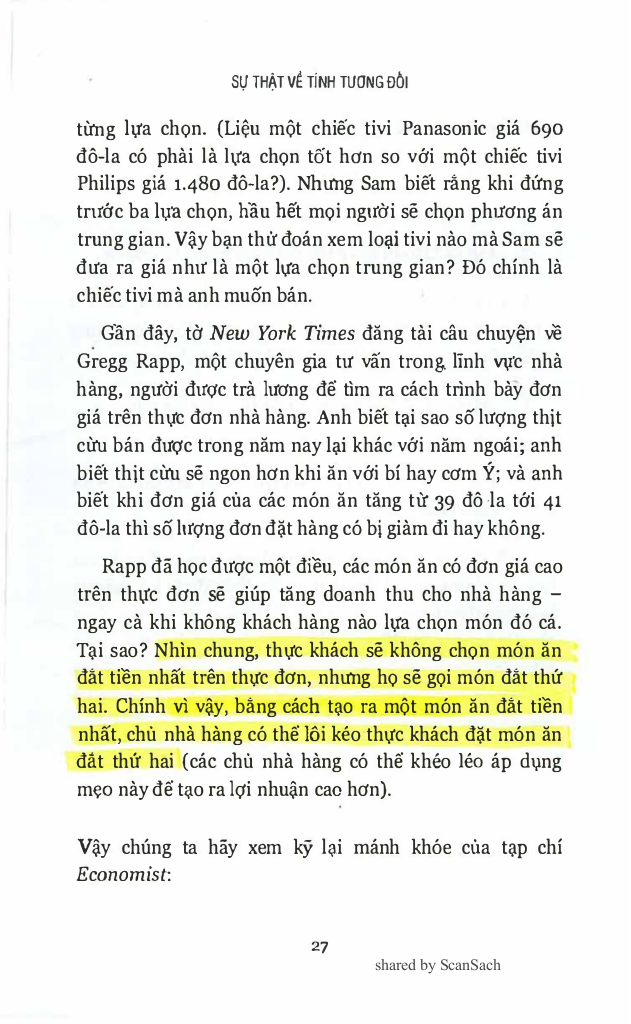 SỰ THẬT VỀ TÍNH TƯƠNG ĐỐI
từng lựa chọn. (Liệu một chiếc tivi Panasonic giá 690
đô-la có phải là lựa chọn tốt hơn so với một chiếc tivi
Philips giá 1.480 đô-la?). Nhưng Sam biết rằng khi đứng
trước ba lựa chọn, hầu hết mọi người sẽ chọn phương án
trung gian. Vậy bạn thử đoán xem loại tivi nào mà Sam sẽ
đưa ra giá như là một lựa chọn trung gian? Đó chính là
chiếc tivi mà anh muốn bán.
Gần đây, tờ New York Times đăng tải câu chuyện về
Gregg Rapp, một chuyên gia tư vấn trong lĩnh vực nhà
hàng, người được trả lương để tìm ra cách trình bày đơn
giá trên thực đơn nhà hàng. Anh biết tại sao số lượng thịt
cừu bán được trong năm nay lại khác với năm ngoái; anh
biết thịt cừu sẽ ngon hơn khi ăn với bí hay cơm Ý; và anh
biết khi đơn giá của các món ăn tăng từ 39 đô la tới 41
đô-la thì số lượng đơn đặt hàng có bị giảm đi hay không.
Rapp đã học được một điều, các món ăn có đơn giá cao
trên thực đơn sẽ giúp tăng doanh thu cho nhà hàng –
ngay cả khi không khách hàng nào lựa chọn món đó cả.
Tại sao? Nhìn chung, thực khách sẽ không chọn món ăn
đắt tiền nhất trên thực đơn, nhưng họ sẽ gọi món đắt thứ
hai. Chính vì vậy, bằng cách tạo ra một món ăn đắt tiền
nhất, chủ nhà hàng có thể lôi kéo thực khách đặt món ăn
đắt thứ hai (các chủ nhà hàng có thể khéo léo áp dụng
mẹo này để tạo ra lợi nhuận cao hơn).
Vậy chúng ta hãy xem kỹ lại mánh khóe của tạp chí
Economist:
27
shared by ScanSach